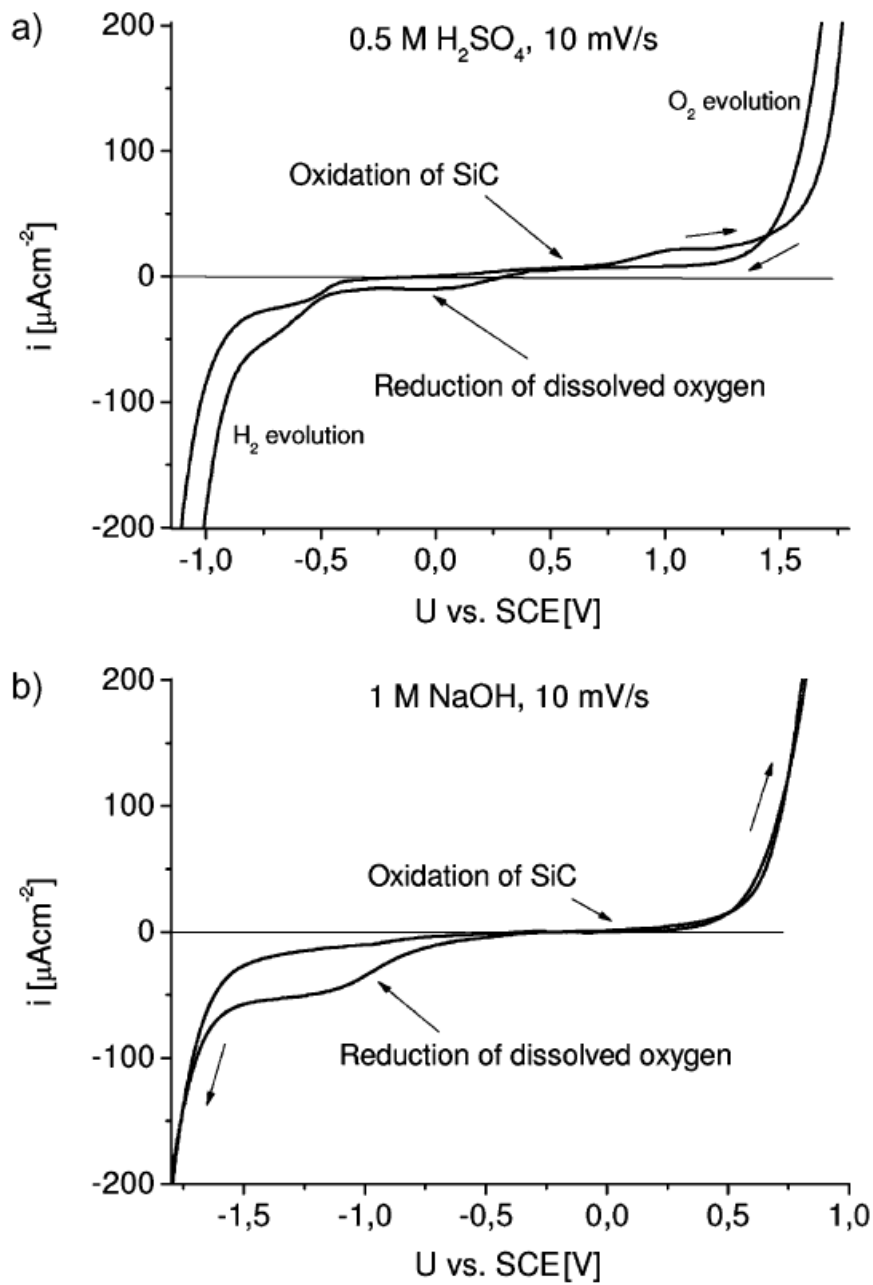 a)
0.5 M H₂SO₄, 10 mV/s
200
O₂ evolution
100
Oxidation of SiC
0
Reduction of dissolved oxygen
-100
H₂ evolution
-200
i [µAcm⁻²]
-1,0 -0,5 0,0 0,5 1,0 1,5
U vs. SCE[V]
b)
1 M NaOH, 10 mV/s
200
100
Oxidation of SiC
0
Reduction of dissolved oxygen
-100
-200
i [µAcm⁻²]
-1,5 -1,0 -0,5 0,0 0,5 1,0
U vs. SCE[V]